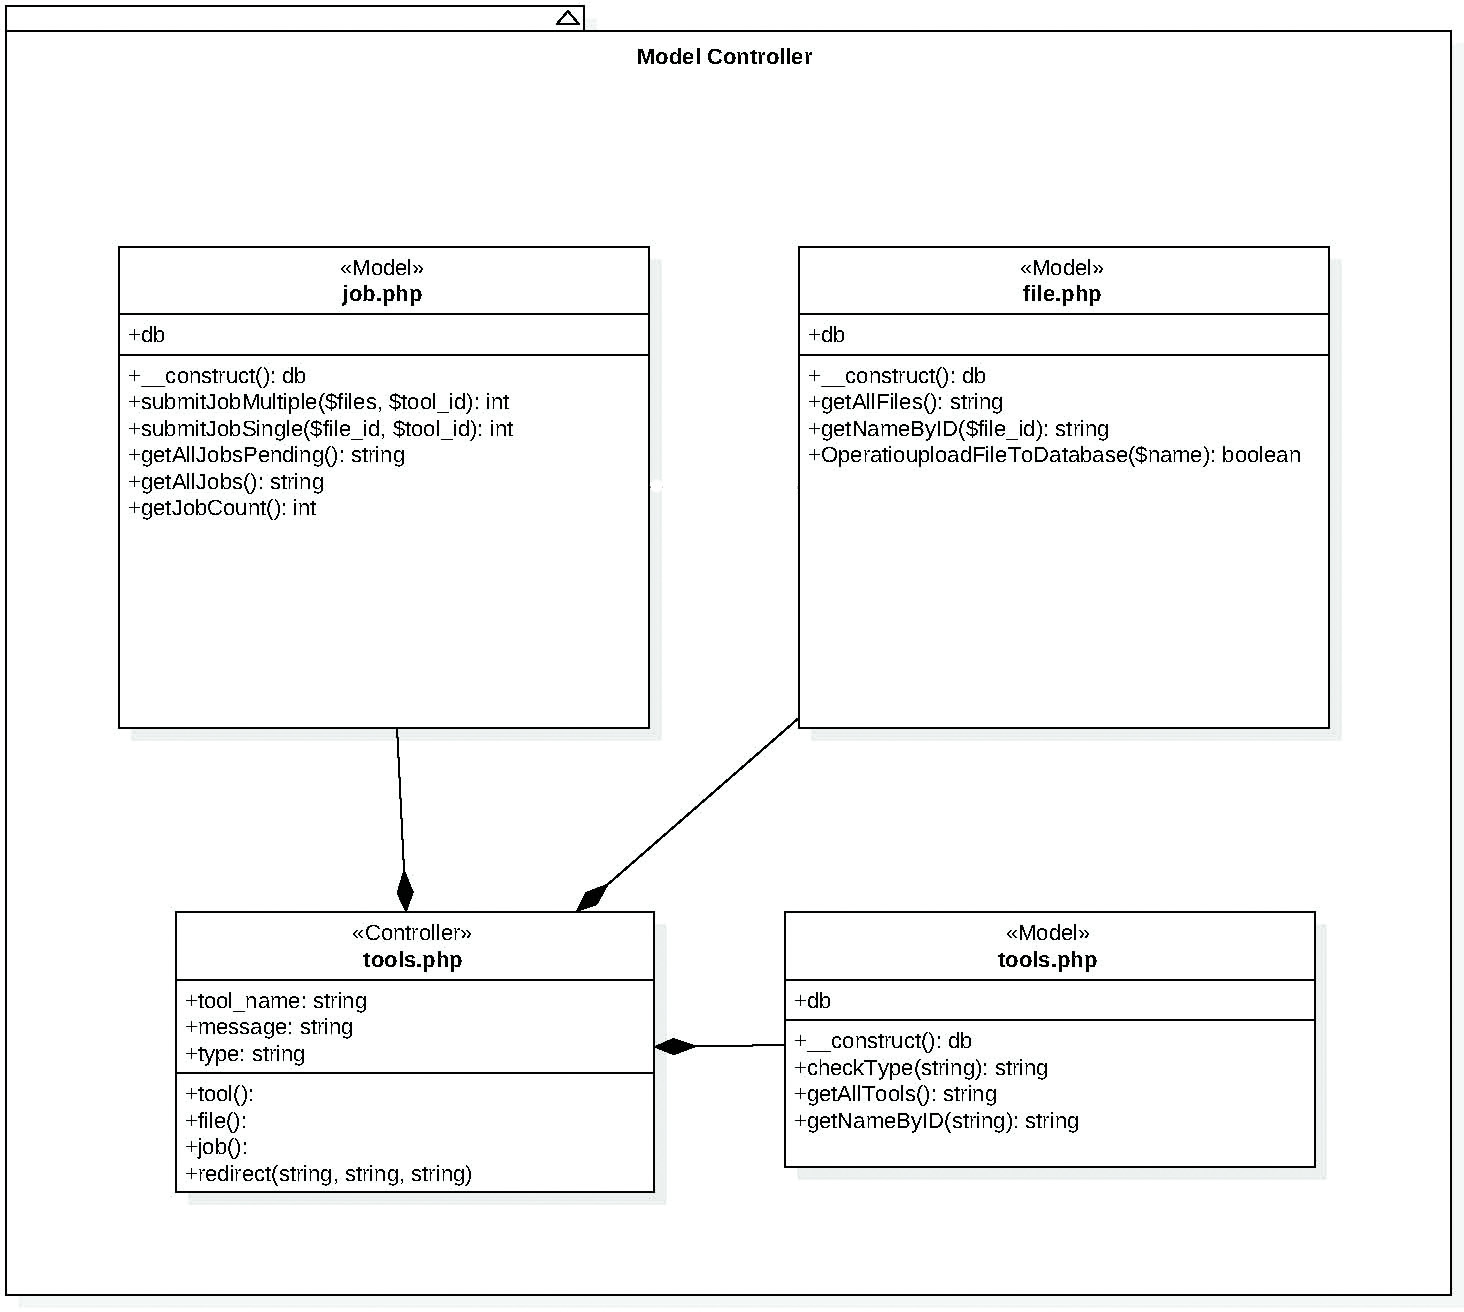 Model Controller
«Model»
job.php
+db
+__construct(): db
+submitJobMultiple($files, $tool_id): int
+submitJobSingle($file_id, $tool_id): int
+getAllJobsPending(): string
+getAllJobs(): string
+getJobCount(): int
«Model»
file.php
+db
+__construct(): db
+getAllFiles(): string
+getNameByID($file_id): string
+OperatiouploadFileToDatabase($name): boolean
«Controller»
tools.php
+tool_name: string
+message: string
+type: string
+tool():
+file():
+job():
+redirect(string, string, string)
«Model»
tools.php
+db
+__construct(): db
+checkType(string): string
+getAllTools(): string
+getNameByID(string): string